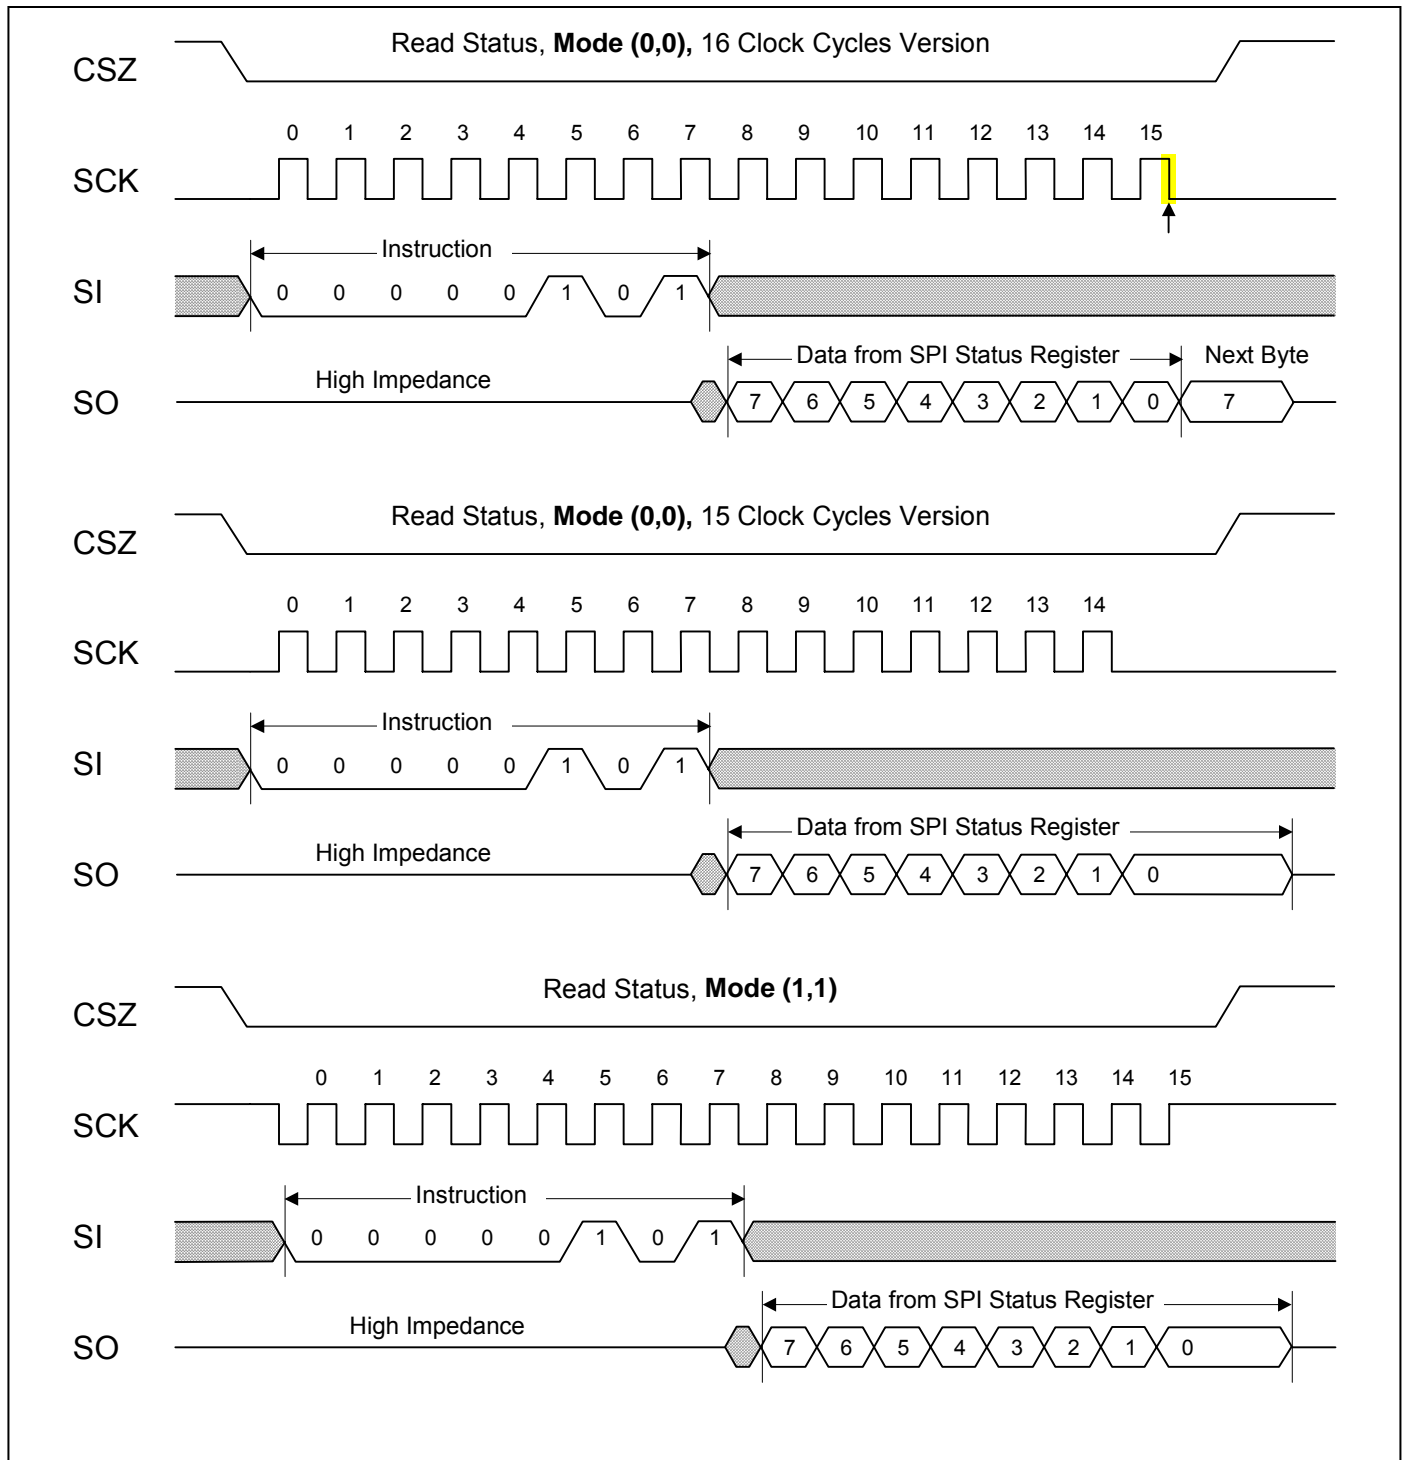 Read Status, Mode (0,0), 16 Clock Cycles Version
CSZ
0 1 2 3 4 5 6 7 8 9 10 11 12 13 14 15
SCK
Instruction
SI 0 0 0 0 0 1 0 1
Data from SPI Status Register Next Byte
High Impedance
SO 7 6 5 4 3 2 1 0 7
Read Status, Mode (0,0), 15 Clock Cycles Version
CSZ
0 1 2 3 4 5 6 7 8 9 10 11 12 13 14
SCK
Instruction
SI 0 0 0 0 0 1 0 1
Data from SPI Status Register
High Impedance
SO 7 6 5 4 3 2 1 0
Read Status, Mode (1,1)
CSZ
0 1 2 3 4 5 6 7 8 9 10 11 12 13 14 15
SCK
Instruction
SI 0 0 0 0 0 1 0 1
Data from SPI Status Register
High Impedance
SO 7 6 5 4 3 2 1 0